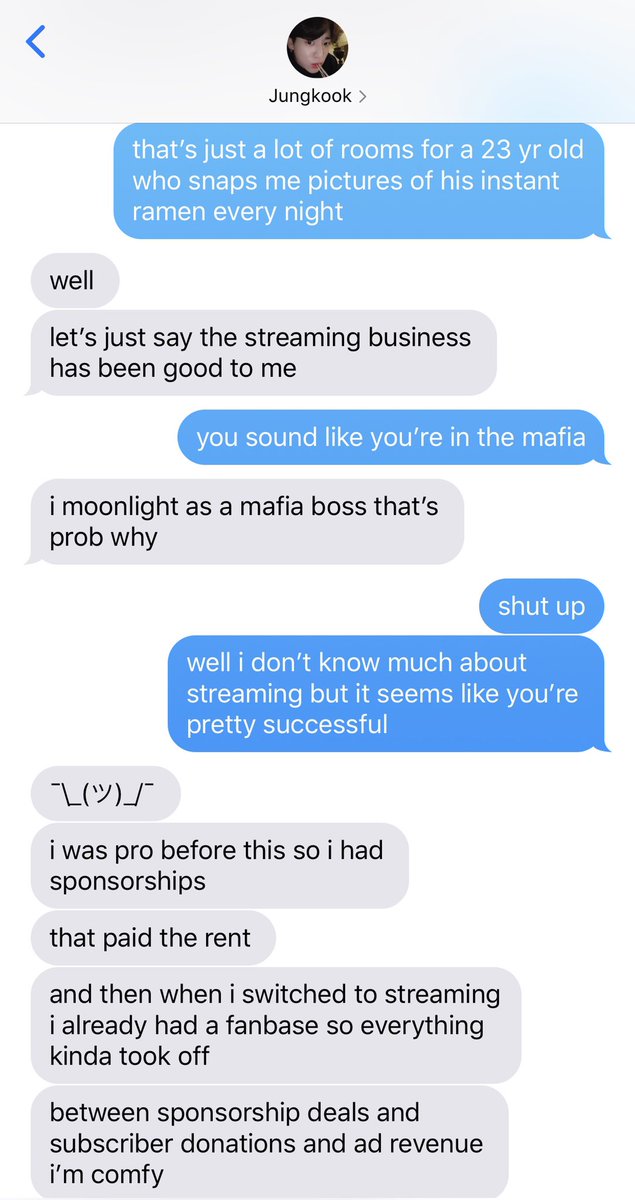 Jungkook
that’s just a lot of rooms for a 23 yr old
who snaps me pictures of his instant
ramen every night
well
let’s just say the streaming business
has been good to me
you sound like you’re in the mafia
i moonlight as a mafia boss that’s
prob why
shut up
well i don’t know much about
streaming but it seems like you’re
pretty successful
¯\_(ツ)_/¯
i was pro before this so i had
sponsorships
that paid the rent
and then when i switched to streaming
i already had a fanbase so everything
kinda took off
between sponsorship deals and
subscriber donations and ad revenue
i’m comfy